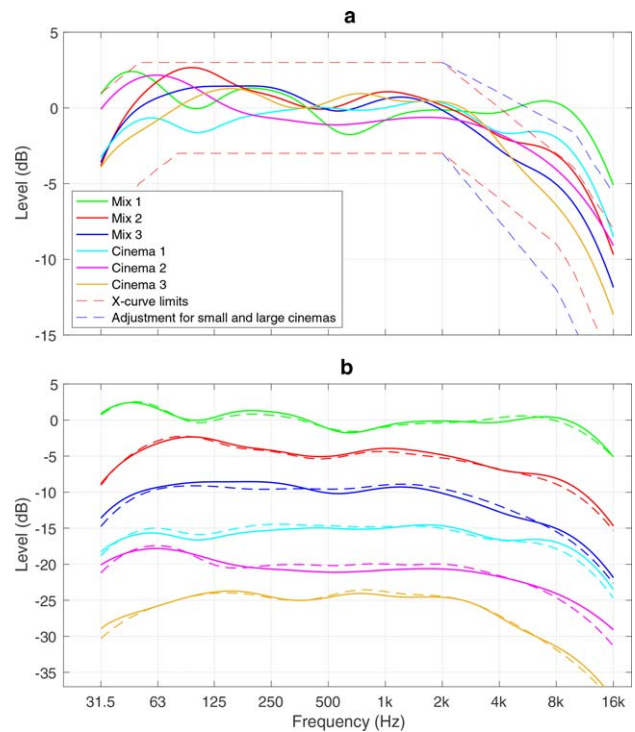 a
5
0
-5
-10
-15
Level (dB)
Mix 1
Mix 2
Mix 3
Cinema 1
Cinema 2
Cinema 3
X-curve limits
Adjustment for small and large cinemas
b
5
0
-5
-10
-15
-20
-25
-30
-35
Level (dB)
31.5 63 125 250 500 1k 2k 4k 8k 16k
Frequency (Hz)